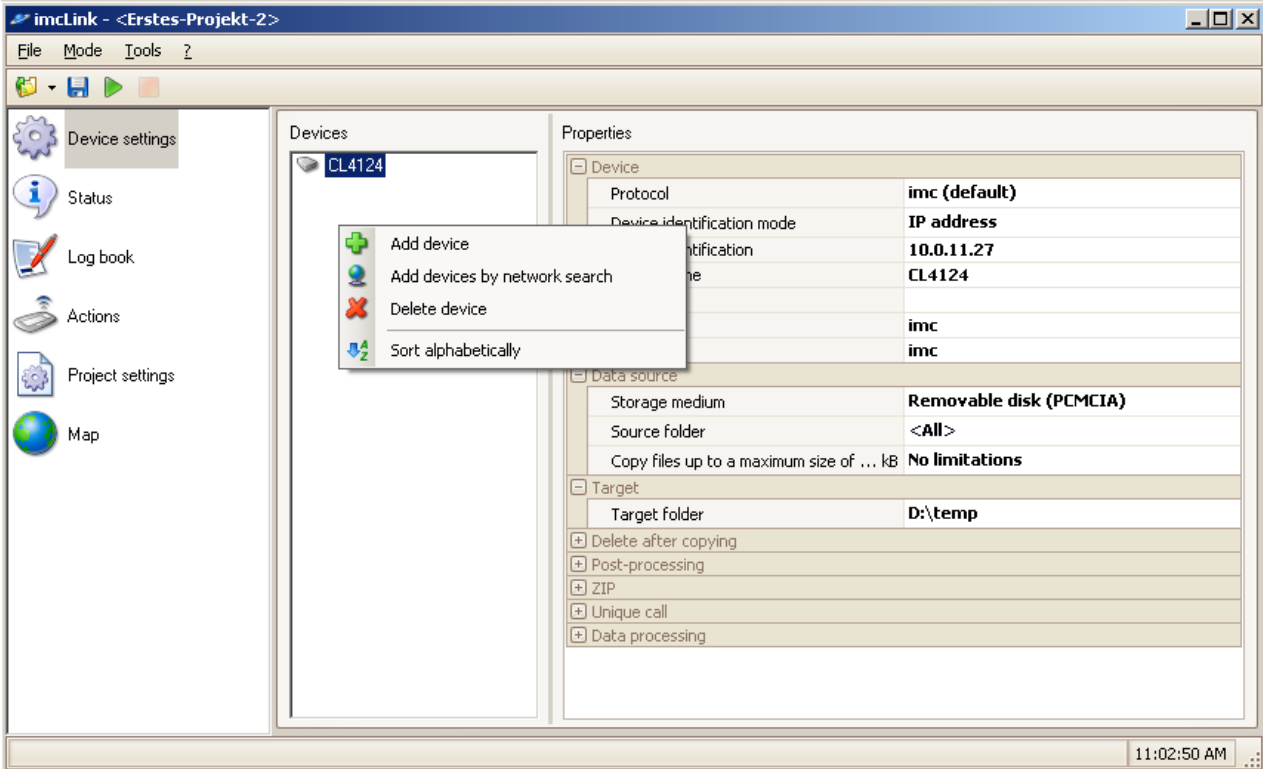 imcLink - <Erstes-Projekt-2>
File Mode Tools ?
Device settings
Status
Log book
Actions
Project settings
Map
Devices
CL4124
Add device
Add devices by network search
Delete device
Sort alphabetically
Properties
Device
Protocol imc (default)
Device identification mode IP address
10.0.11.27
CL4124
imc
imc
Data source
Storage medium Removable disk (PCMCIA)
Source folder <All>
Copy files up to a maximum size of ... kB No limitations
Target
Target folder D:\temp
Delete after copying
Post-processing
ZIP
Unique call
Data processing
11:02:50 AM